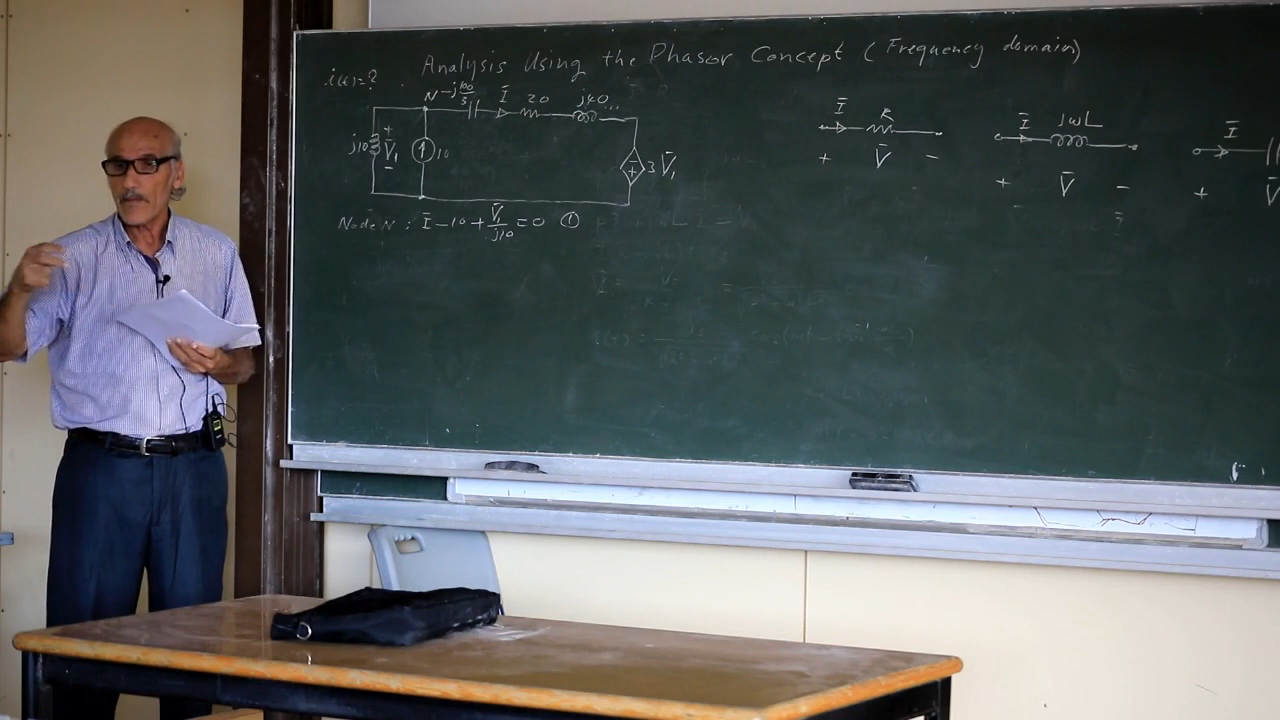 Analysis Using the Phasor Concept (Frequency domain)
i(t)=?
N -j100/3 Ī 20 j40
j10 + V̄₁ - 10
3V̄₁
Node N : Ī - 10 + V̄₁/j10 = 0 ①
Ī R
+ V̄ -
Ī jωL
+ V̄ -
Ī
+ V̄